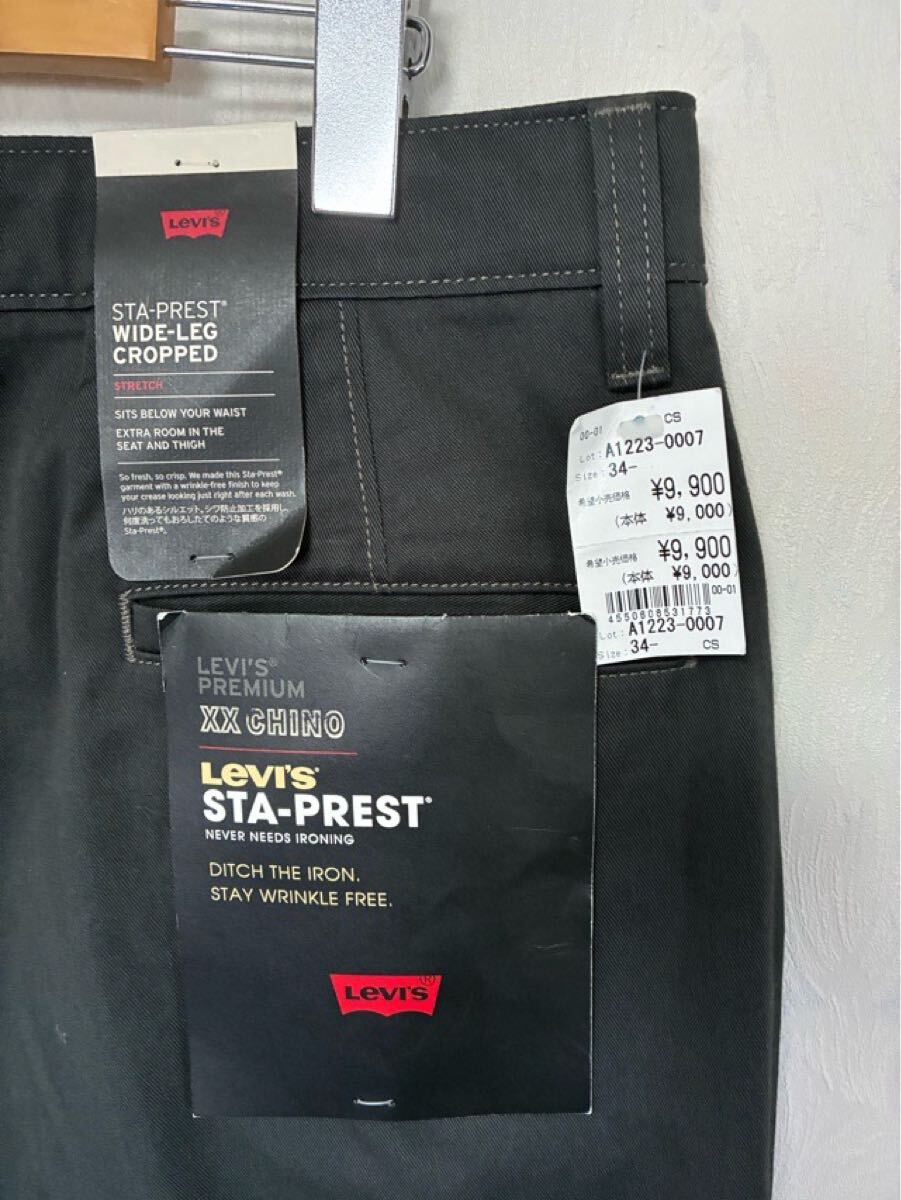 Levi's®
STA-PREST®
WIDE-LEG
CROPPED
STRETCH
SITS BELOW YOUR WAIST
EXTRA ROOM IN THE
SEAT AND THIGH
So fresh, so crisp. We made this Sta-Prest®
garment with a wrinkle-free finish to keep
your crease looking just right after each wash.
ハリのあるシルエット。シワ防止加工を採用し、
何度洗ってもおろしたてのような質感の
Sta-Prest®。
00-01 CS
Lot: A1223-0007
Size: 34-
希望小売価格 ¥9,900
(本体 ¥9,000)
希望小売価格 ¥9,900
(本体 ¥9,000)
00-01
4550608531773
Lot: A1223-0007
Size: 34- CS
LEVI'S®
PREMIUM
XX CHINO
Levi's®
STA-PREST®
NEVER NEEDS IRONING
DITCH THE IRON.
STAY WRINKLE FREE.
Levi's®